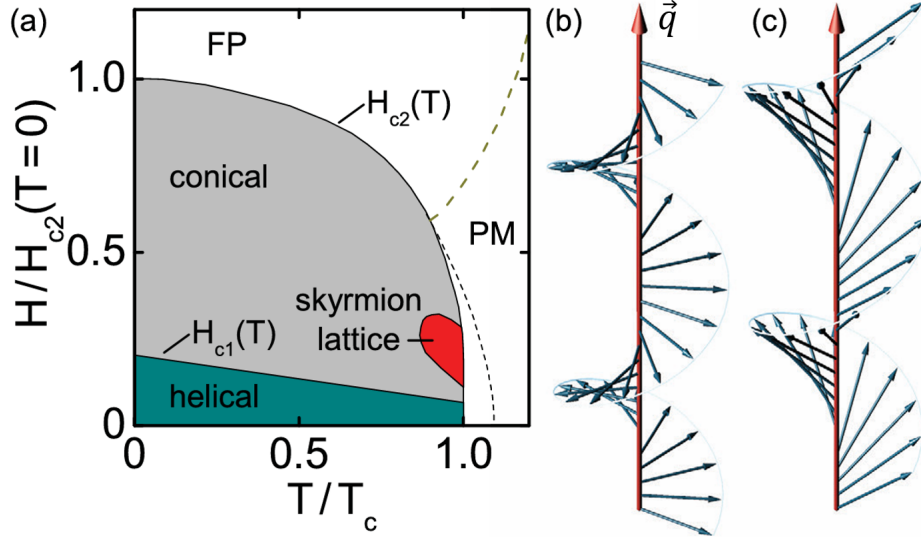 (a)
FP
(b)
q⃗
(c)
1.0
H_c2(T)
conical
H/H_c2(T = 0)
PM
0.5
skyrmion
lattice
H_c1(T)
helical
0
0
0.5
1.0
T/T_c